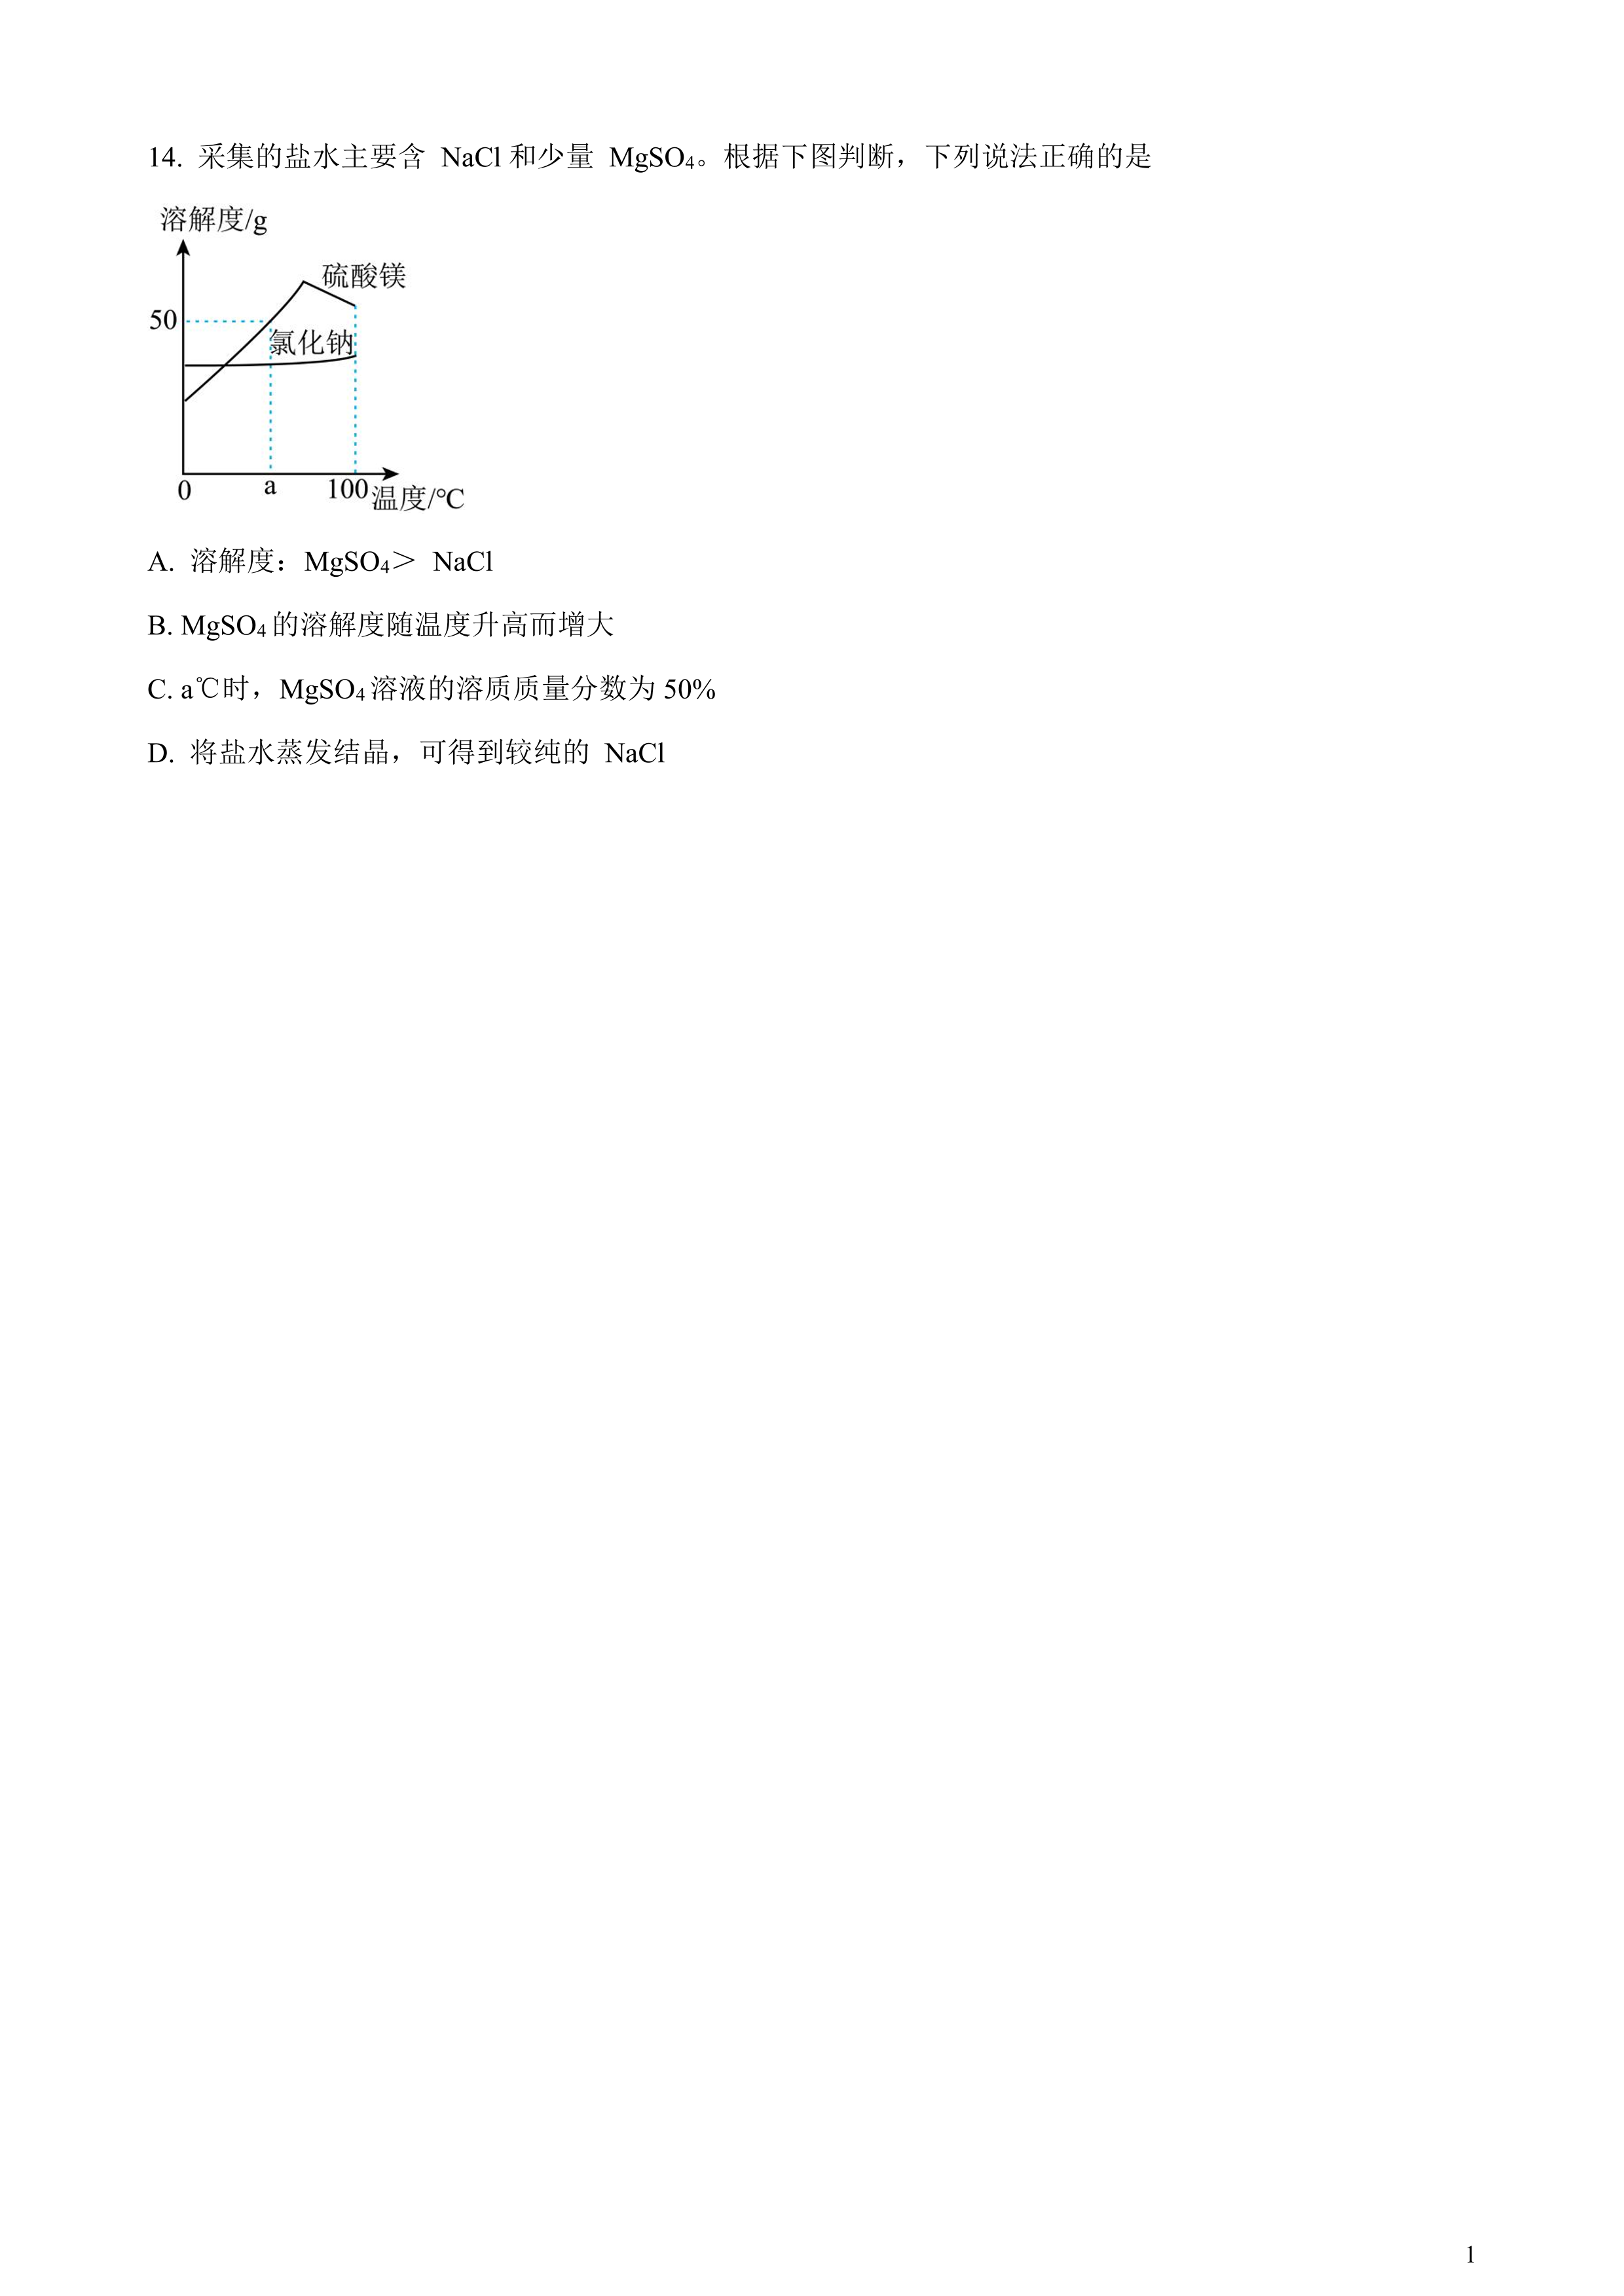 14. 采集的盐水主要含 NaCl 和少量 MgSO₄。根据下图判断，下列说法正确的是
溶解度/g
硫酸镁
50
氯化钠
0 a 100 温度/℃
A. 溶解度：MgSO₄＞ NaCl
B. MgSO₄ 的溶解度随温度升高而增大
C. a℃时，MgSO₄ 溶液的溶质质量分数为 50%
D. 将盐水蒸发结晶，可得到较纯的 NaCl
1